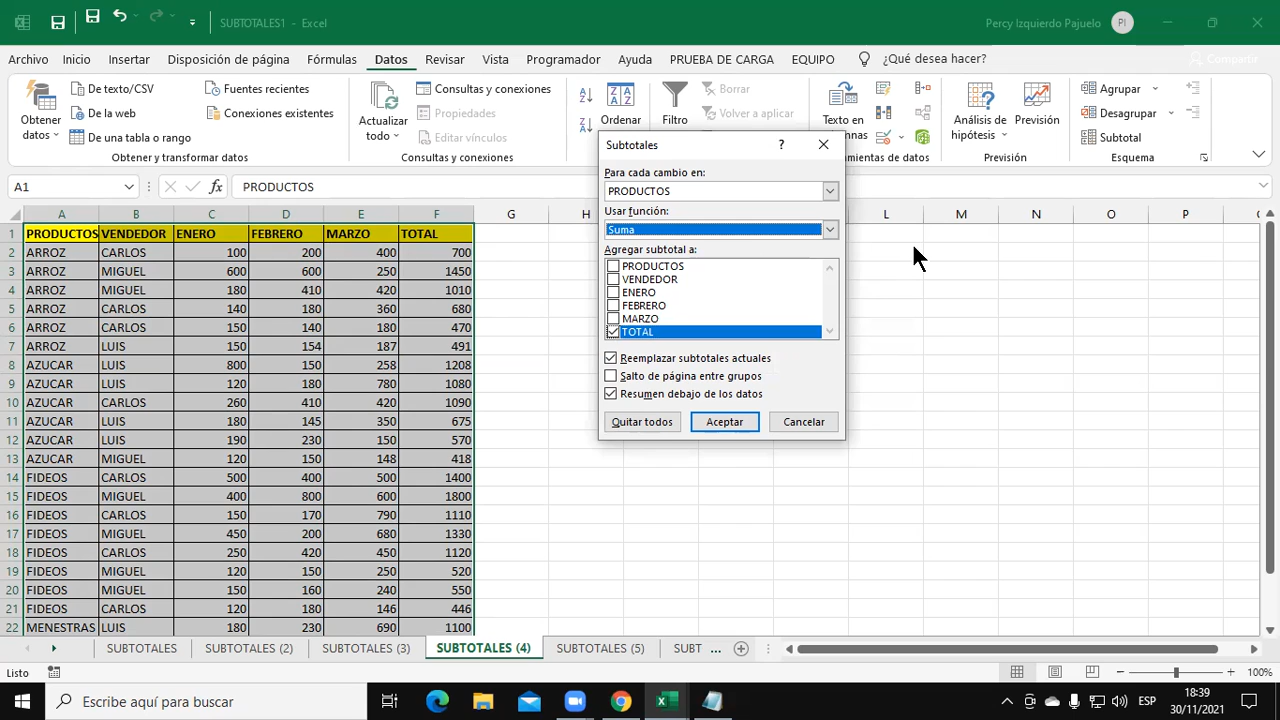 SUBTOTALES1 - Excel
Percy Izquierdo Pajuelo PI
Archivo Inicio Insertar Disposición de página Fórmulas Datos Revisar Vista Programador Ayuda PRUEBA DE CARGA EQUIPO ¿Qué desea hacer? Compartir
Obtener datos
De texto/CSV
De la web
De una tabla o rango
Fuentes recientes
Conexiones existentes
Obtener y transformar datos
Actualizar todo
Consultas y conexiones
Propiedades
Editar vínculos
Consultas y conexiones
Ordenar
Filtro
Borrar
Volver a aplicar
Texto en
nnas
mientas de datos
Análisis de hipótesis
Previsión
Previsión
Agrupar
Desagrupar
Subtotal
Esquema
A1 fx PRODUCTOS
A B C D E F G H L M N O P
1 PRODUCTOS VENDEDOR ENERO FEBRERO MARZO TOTAL
2 ARROZ CARLOS 100 200 400 700
3 ARROZ MIGUEL 600 600 250 1450
4 ARROZ MIGUEL 180 410 420 1010
5 ARROZ CARLOS 140 180 360 680
6 ARROZ CARLOS 150 140 180 470
7 ARROZ LUIS 150 154 187 491
8 AZUCAR LUIS 800 150 258 1208
9 AZUCAR LUIS 120 180 780 1080
10 AZUCAR CARLOS 260 410 420 1090
11 AZUCAR LUIS 180 145 350 675
12 AZUCAR LUIS 190 230 150 570
13 AZUCAR MIGUEL 120 150 148 418
14 FIDEOS CARLOS 500 400 500 1400
15 FIDEOS MIGUEL 400 800 600 1800
16 FIDEOS CARLOS 150 170 790 1110
17 FIDEOS MIGUEL 450 200 680 1330
18 FIDEOS CARLOS 250 420 450 1120
19 FIDEOS MIGUEL 120 150 250 520
20 FIDEOS MIGUEL 150 160 240 550
21 FIDEOS CARLOS 120 180 146 446
22 MENESTRAS LUIS 180 230 690 1100
Subtotales ?
Para cada cambio en:
PRODUCTOS
Usar función:
Suma
Agregar subtotal a:
PRODUCTOS
VENDEDOR
ENERO
FEBRERO
MARZO
TOTAL
Reemplazar subtotales actuales
Salto de página entre grupos
Resumen debajo de los datos
Quitar todos Aceptar Cancelar
SUBTOTALES SUBTOTALES (2) SUBTOTALES (3) SUBTOTALES (4) SUBTOTALES (5) SUBT ...
Listo 100%
Escribe aquí para buscar
ESP
18:39
30/11/2021